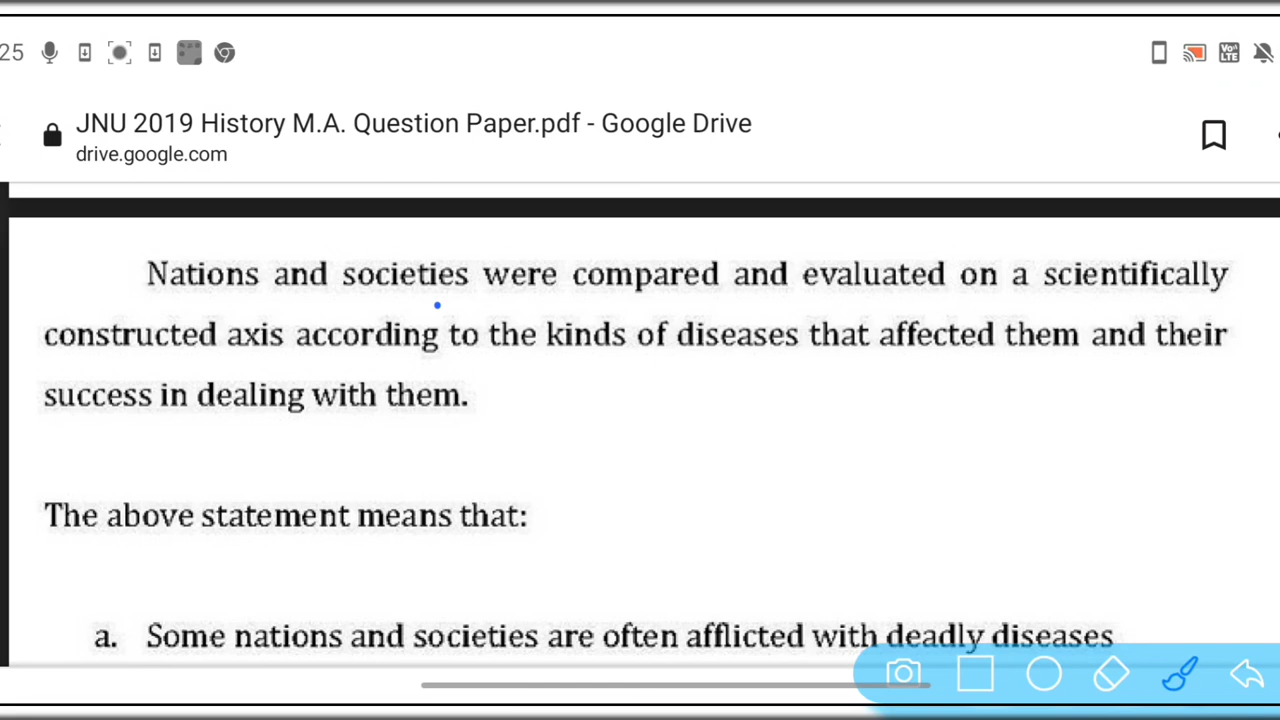 25
VoA LTE
JNU 2019 History M.A. Question Paper.pdf - Google Drive
drive.google.com
Nations and societies were compared and evaluated on a scientifically
constructed axis according to the kinds of diseases that affected them and their
success in dealing with them.
The above statement means that:
a. Some nations and societies are often afflicted with deadly diseases